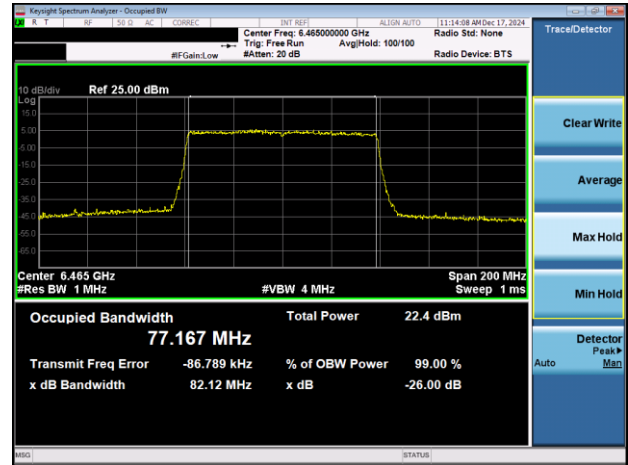 Keysight Spectrum Analyzer - Occupied BW
R T RF 50 Ω AC CORREC INT REF ALIGN AUTO 11:14:08 AM Dec 17, 2024
Center Freq: 6.465000000 GHz Radio Std: None
Trig: Free Run Avg|Hold: 100/100
#IFGain:Low #Atten: 20 dB Radio Device: BTS
Trace/Detector
10 dB/div Ref 25.00 dBm
Log
15.0
5.00
-5.00
-15.0
-25.0
-35.0
-45.0
-55.0
-65.0
Center 6.465 GHz Span 200 MHz
#Res BW 1 MHz #VBW 4 MHz Sweep 1 ms
Occupied Bandwidth Total Power 22.4 dBm
77.167 MHz
Transmit Freq Error -86.789 kHz % of OBW Power 99.00 %
x dB Bandwidth 82.12 MHz x dB -26.00 dB
Clear Write
Average
Max Hold
Min Hold
Detector
Peak▶
Auto Man
MSG STATUS